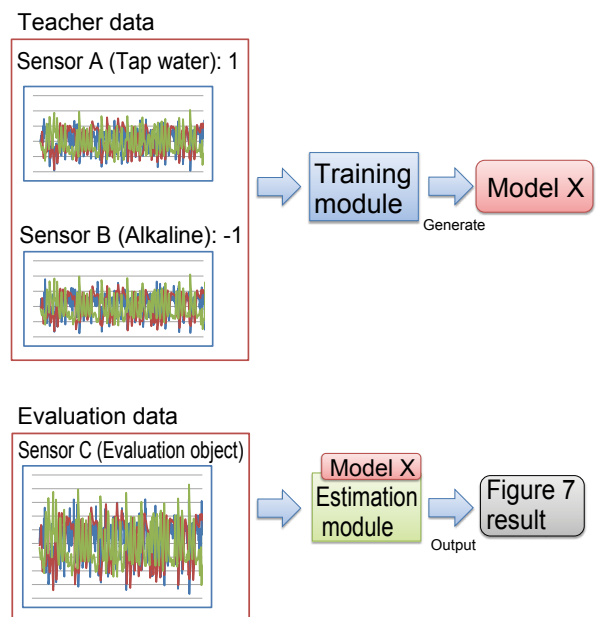 Teacher data
Sensor A (Tap water): 1
Sensor B (Alkaline): -1
Training
module
Generate
Model X
Evaluation data
Sensor C (Evaluation object)
Model X
Estimation
module
Output
Figure 7
result